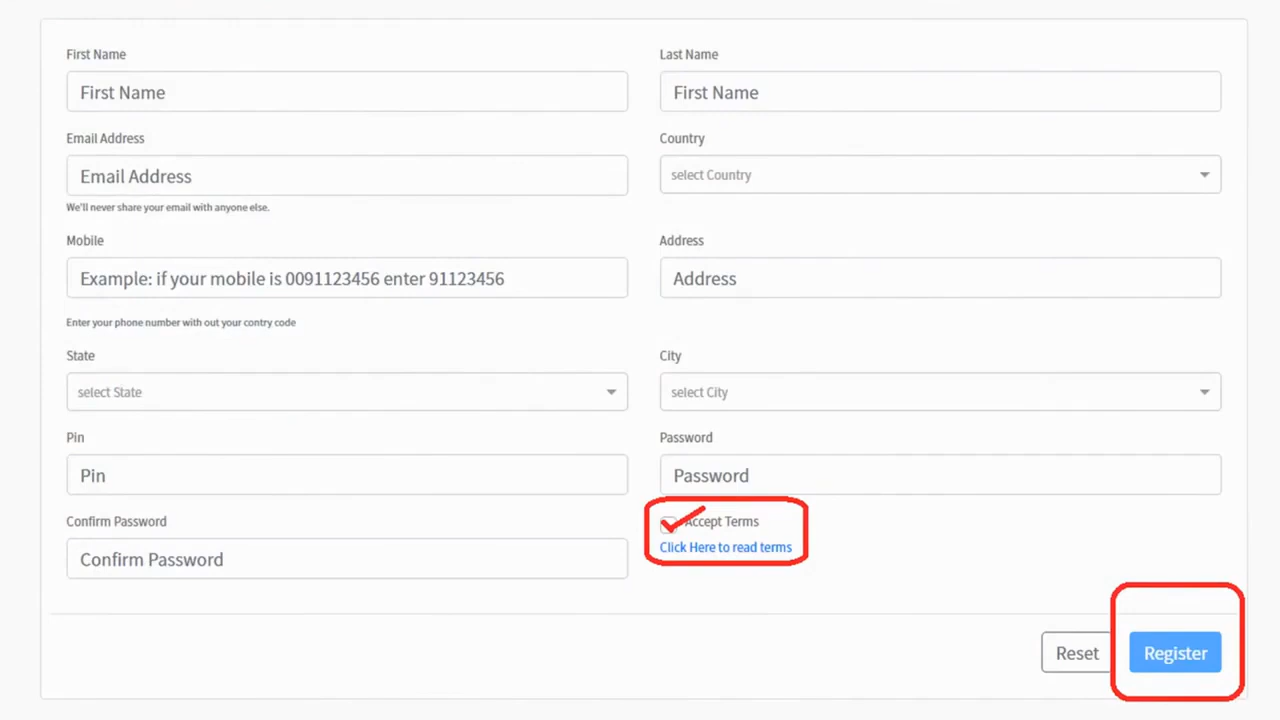 First Name
Last Name
First Name
First Name
Email Address
Country
Email Address
select Country
We'll never share your email with anyone else.
Mobile
Address
Example: if your mobile is 0091123456 enter 91123456
Address
Enter your phone number with out your contry code
State
City
select State
select City
Pin
Password
Pin
Password
Confirm Password
Accept Terms
Click Here to read terms
Confirm Password
Reset
Register